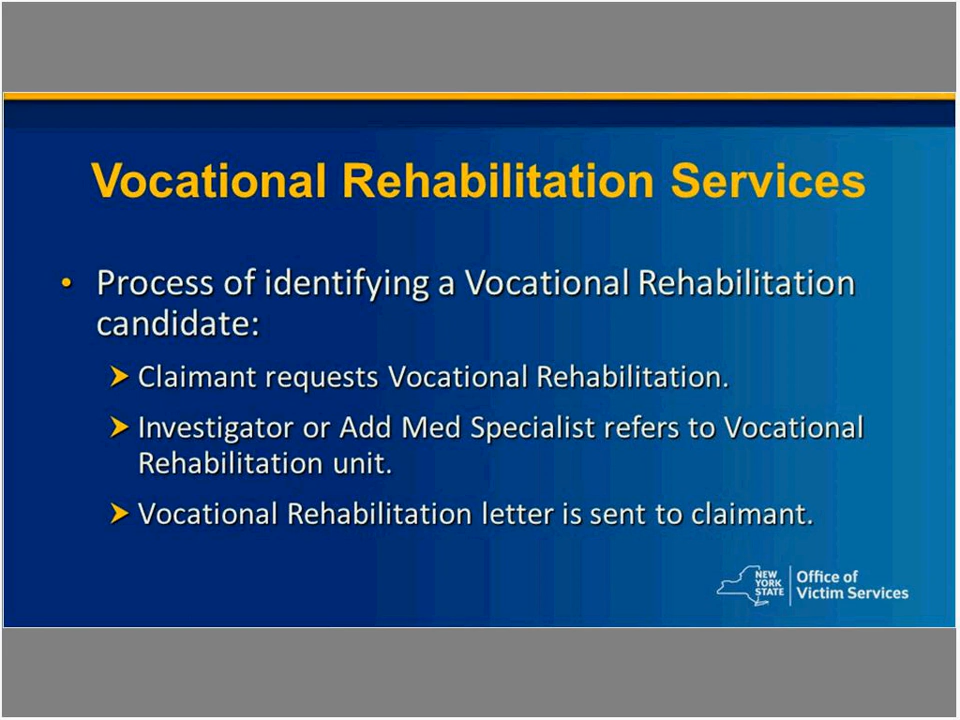 Vocational Rehabilitation Services
• Process of identifying a Vocational Rehabilitation
candidate:
➤ Claimant requests Vocational Rehabilitation.
➤ Investigator or Add Med Specialist refers to Vocational
Rehabilitation unit.
➤ Vocational Rehabilitation letter is sent to claimant.
NEW
YORK
STATE
Office of
Victim Services